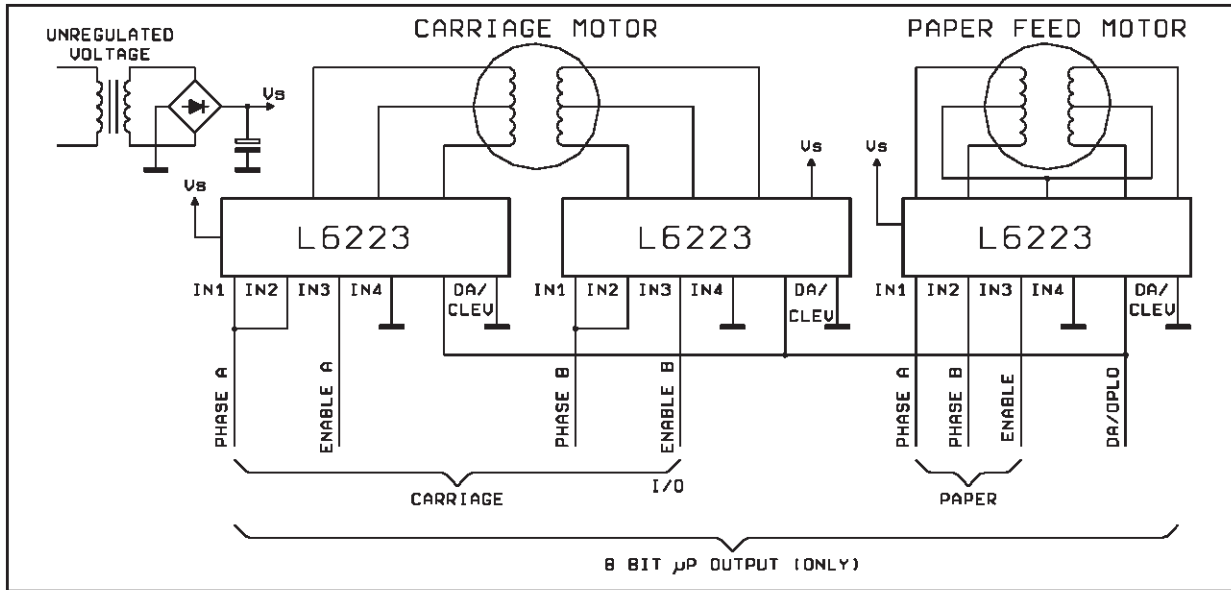 CARRIAGE MOTOR
PAPER FEED MOTOR
UNREGULATED
VOLTAGE
Vs
Vs
Vs
Vs
L6223
L6223
L6223
IN1
IN2
IN3
IN4
DA/
CLEV
IN1
IN2
IN3
IN4
DA/
CLEV
IN1
IN2
IN3
IN4
DA/
CLEV
PHASE A
ENABLE A
PHASE B
ENABLE B
PHASE A
PHASE B
ENABLE
DA/OPLO
CARRIAGE
I/O
PAPER
8 BIT µP OUTPUT (ONLY)